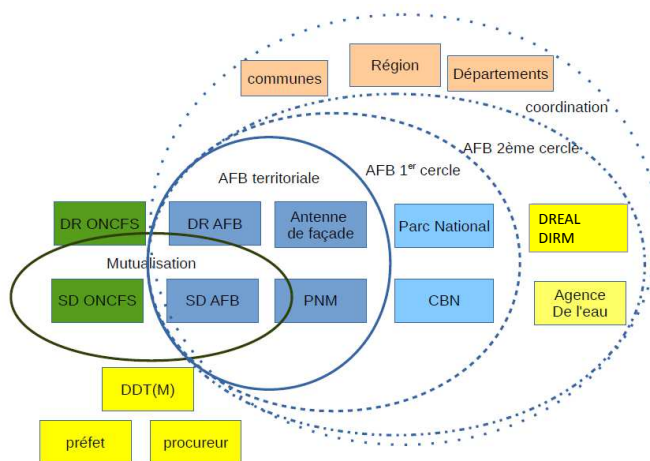 communes
Région
Départements
coordination
AFB 2ème cercle
AFB 1er cercle
AFB territoriale
DR ONCFS
DR AFB
Antenne
de façade
Parc National
DREAL
DIRM
Mutualisation
SD ONCFS
SD AFB
PNM
CBN
Agence
De l'eau
DDT(M)
préfet
procureur